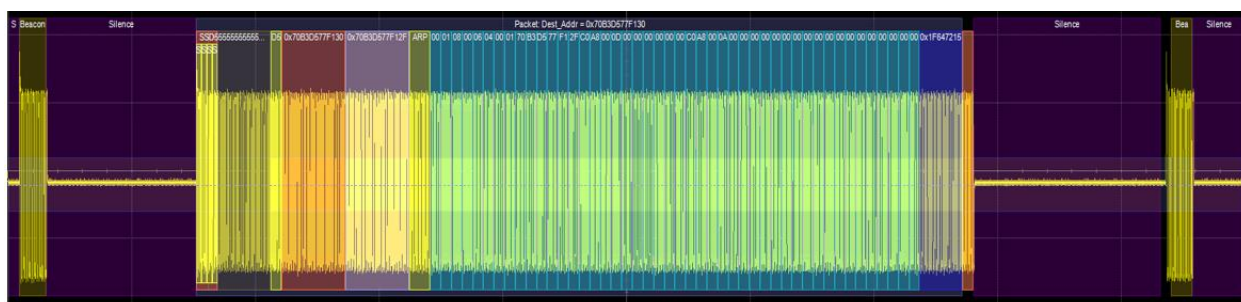 Packet: Dest_Addr = 0x70B3D577F130
S Beacon Silence SSD5555555555555... D5 0x70B3D577F130 0x70B3D577F12F ARP 00 01 08 00 06 04 00 01 70 B3 D5 77 F1 2F C0 A8 00 0D 00 00 00 00 00 00 C0 A8 00 0A 00 00 00 00 00 00 00 00 00 00 00 00 00 00 00 00 00 00 0x1F647215 Silence Bea Silence
SSSS